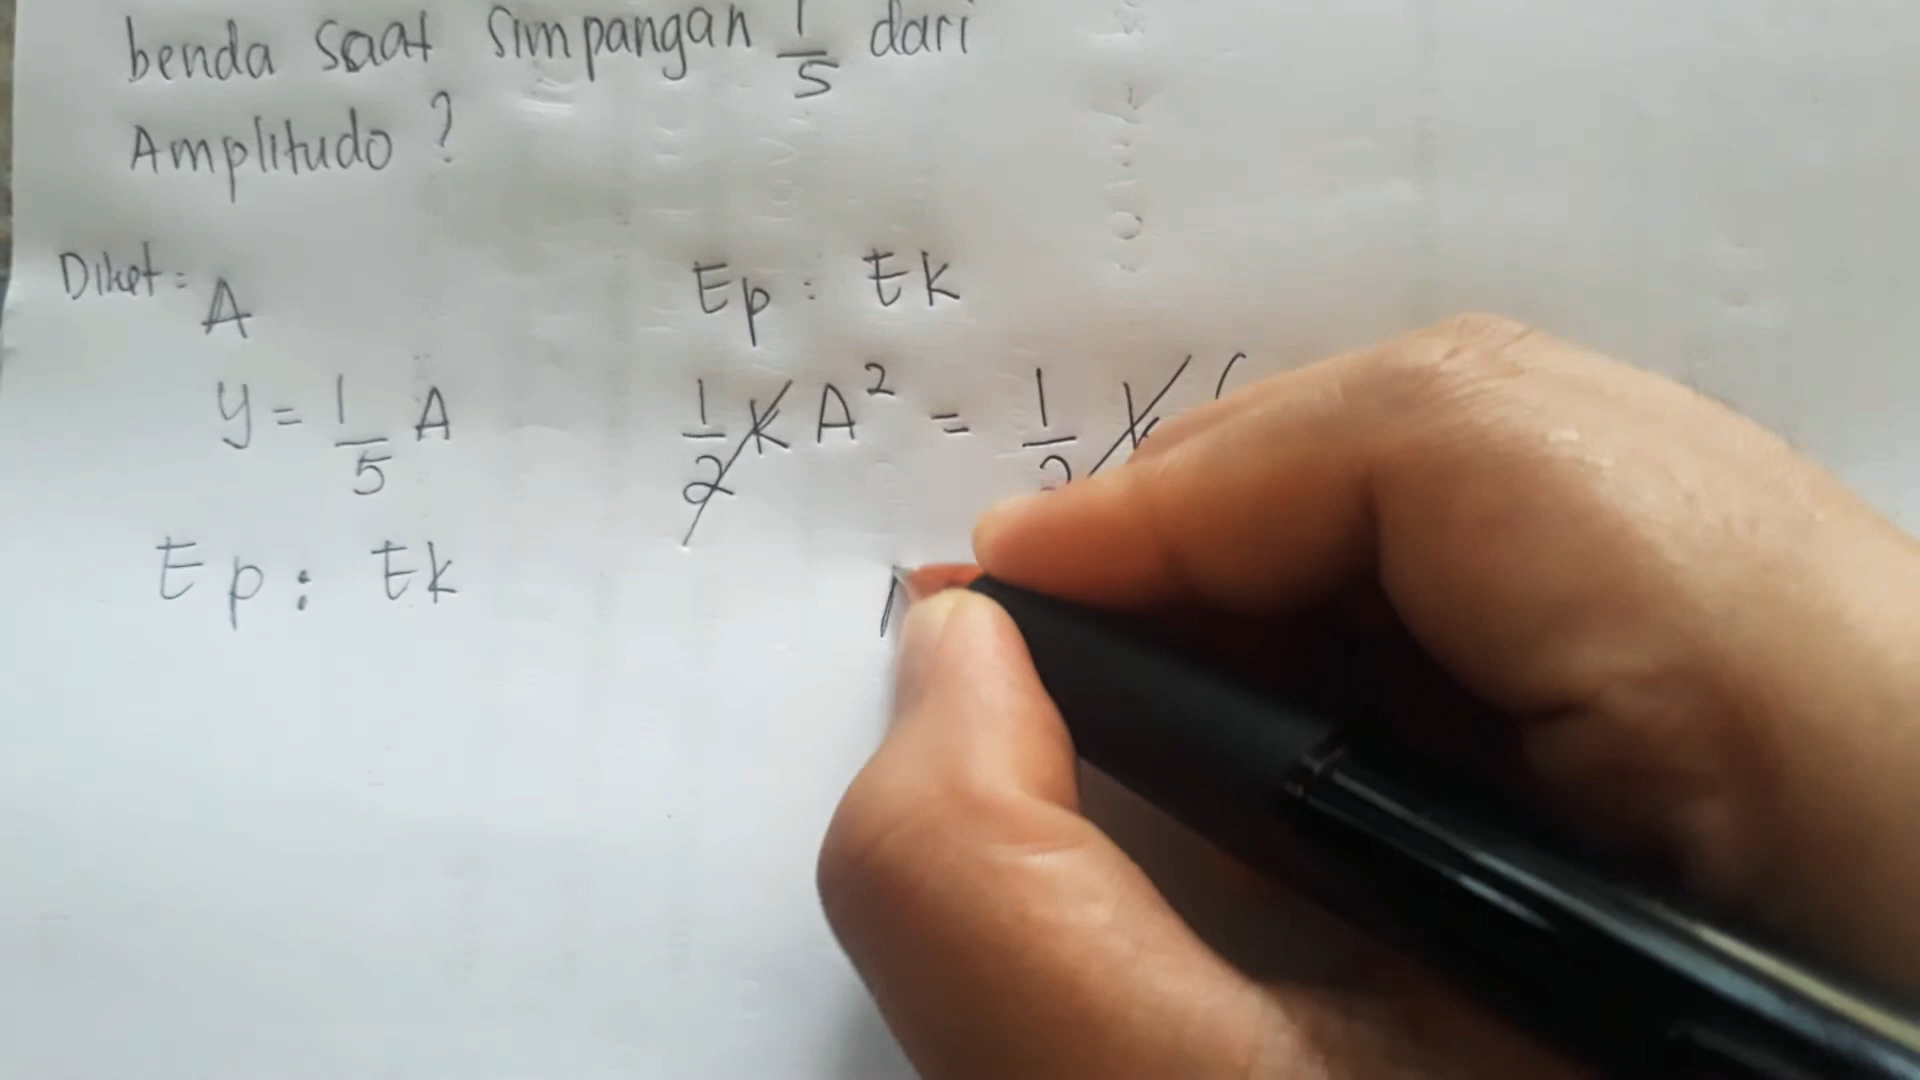 benda saat simpangan 1/5 dari
Amplitudo ?
Diket = A
y = 1/5 A
Ep : Ek
Ep : Ek
1/2 K A² = 1/2 K (